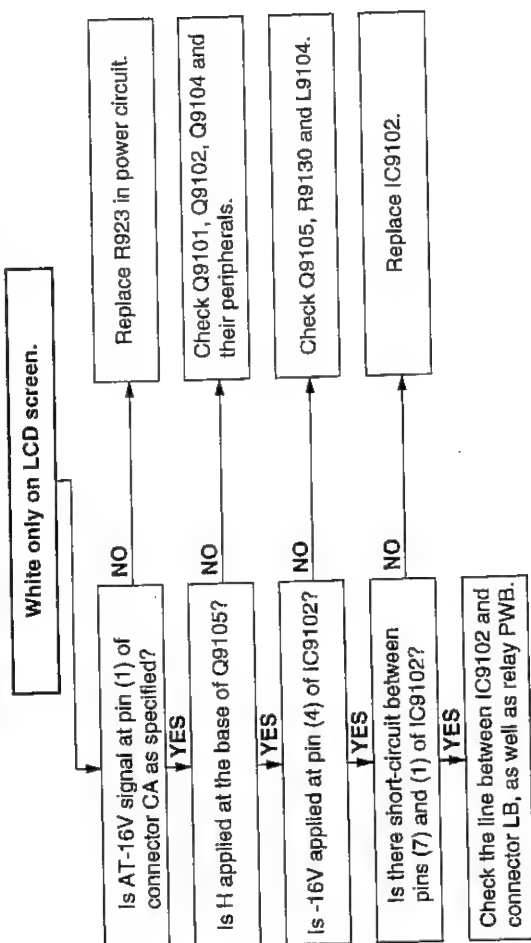 White only on LCD screen.
Is AT-16V signal at pin (1) of
connector CA as specified?
NO
Replace R923 in power circuit.
YES
Is H applied at the base of Q9105?
NO
Check Q9101, Q9102, Q9104 and
their peripherals.
YES
Is -16V applied at pin (4) of IC9102?
NO
Check Q9105, R9130 and L9104.
YES
Is there short-circuit between
pins (7) and (1) of IC9102?
NO
Replace IC9102.
YES
Check the line between IC9102 and
connector LB, as well as relay PWB.